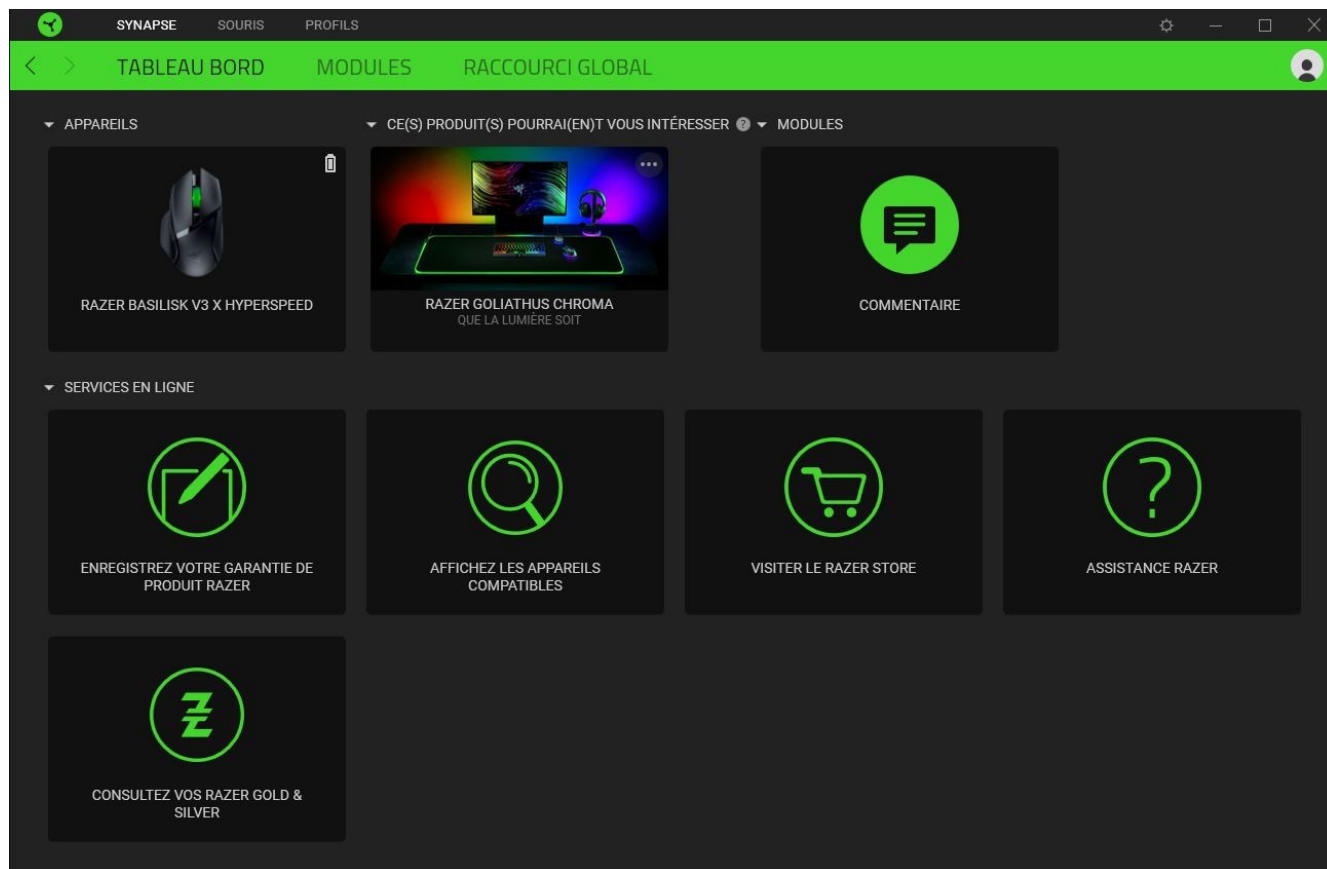 SYNAPSE SOURIS PROFILS
TABLEAU BORD MODULES RACCOURCI GLOBAL
APPAREILS
CE(S) PRODUIT(S) POURRAI(EN)T VOUS INTÉRESSER ?
MODULES
RAZER BASILISK V3 X HYPERSPEED
RAZER GOLIATHUS CHROMA
QUE LA LUMIÈRE SOIT
COMMENTAIRE
SERVICES EN LIGNE
ENREGISTREZ VOTRE GARANTIE DE
PRODUIT RAZER
AFFICHEZ LES APPAREILS
COMPATIBLES
VISITER LE RAZER STORE
ASSISTANCE RAZER
CONSULTEZ VOS RAZER GOLD &
SILVER